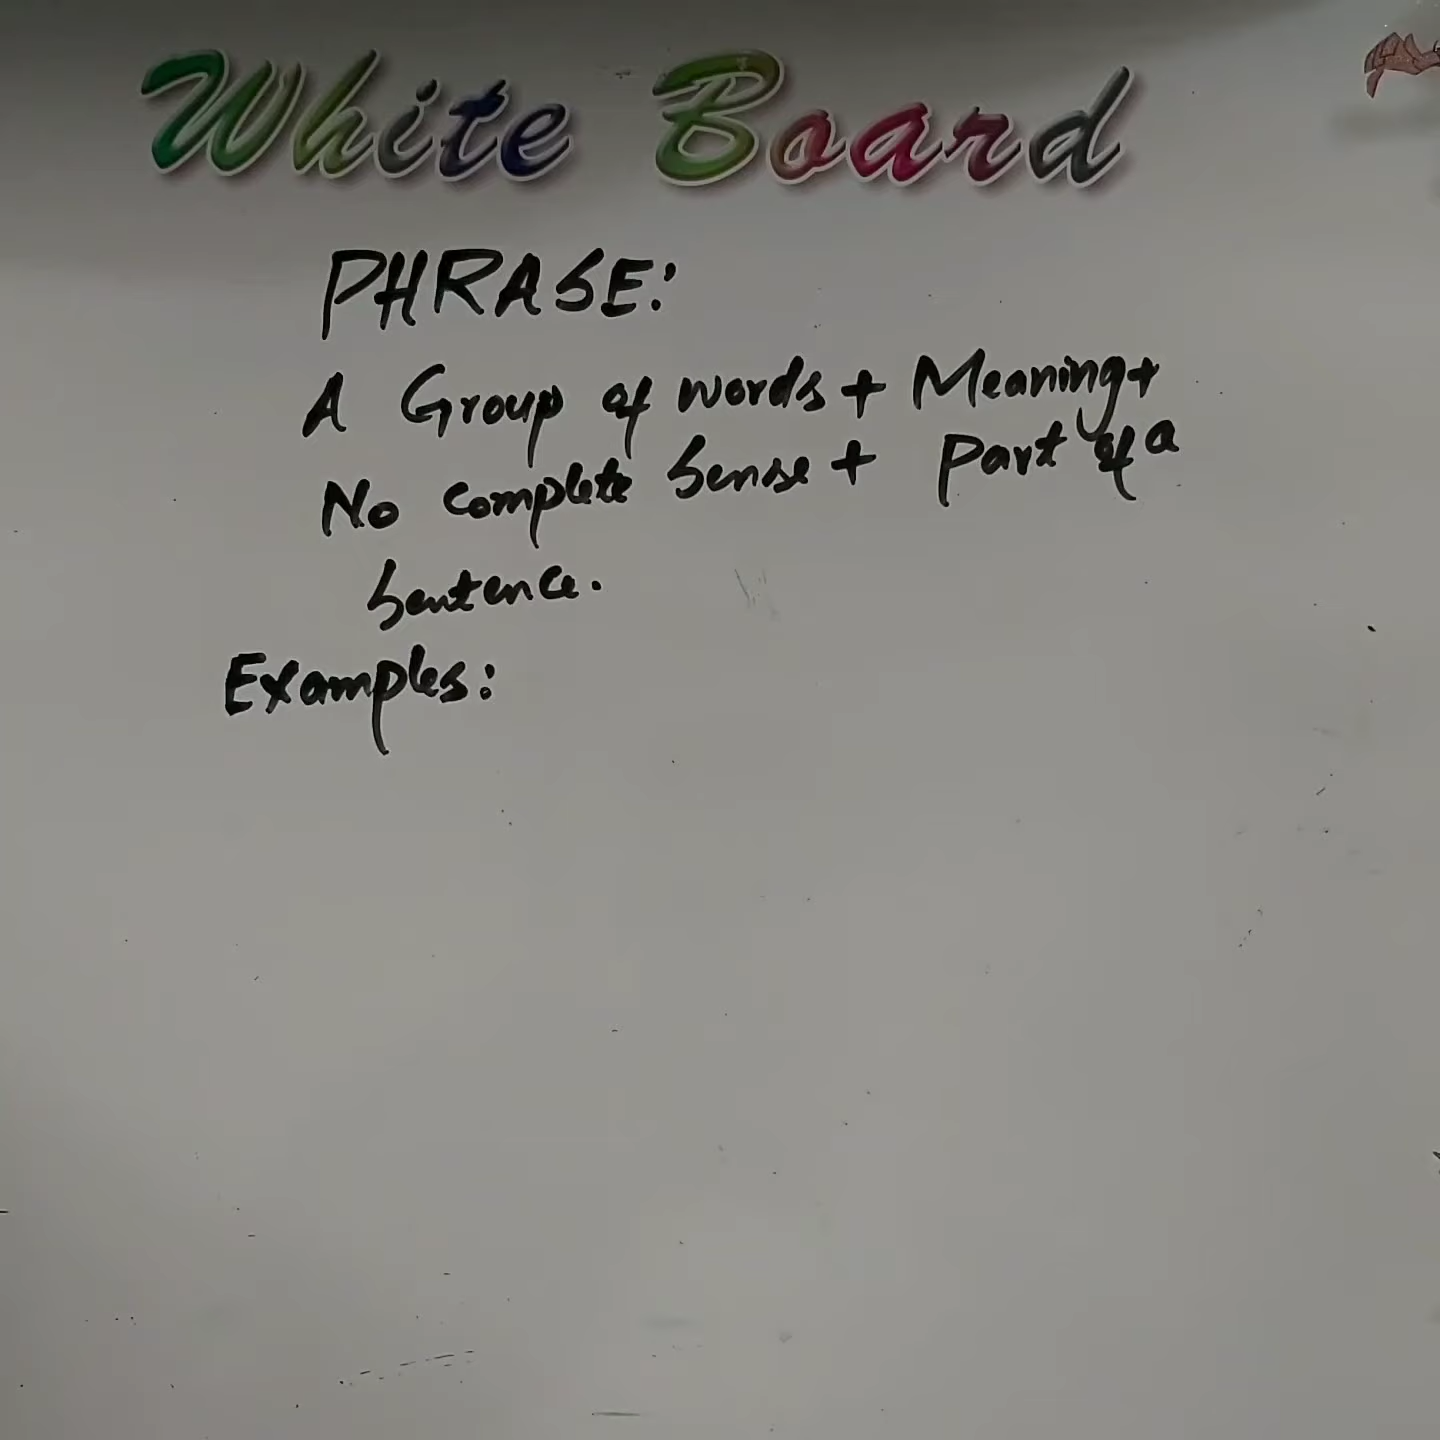 White Board
PHRASE:
A Group of words + Meaning +
No complete sense + Part of a
sentence.
Examples: